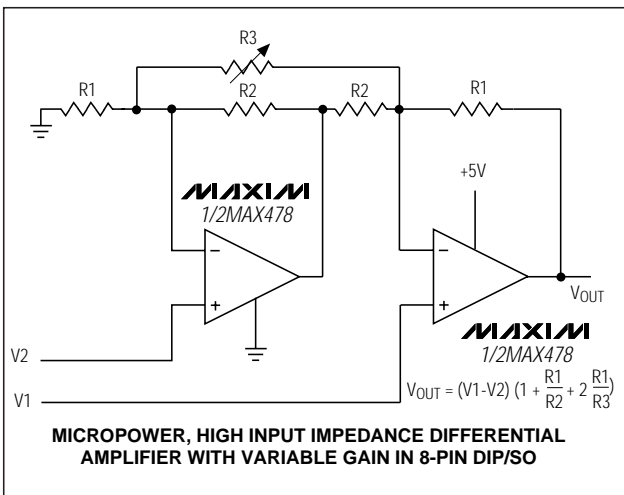 R3
R1
R2
R2
R1
+5V
MAXIM
1/2MAX478
−
+
−
+
VOUT
V2
MAXIM
1/2MAX478
V1
VOUT = (V1-V2) (1 + R1/R2 + 2 R1/R3)
MICROPOWER, HIGH INPUT IMPEDANCE DIFFERENTIAL
AMPLIFIER WITH VARIABLE GAIN IN 8-PIN DIP/SO